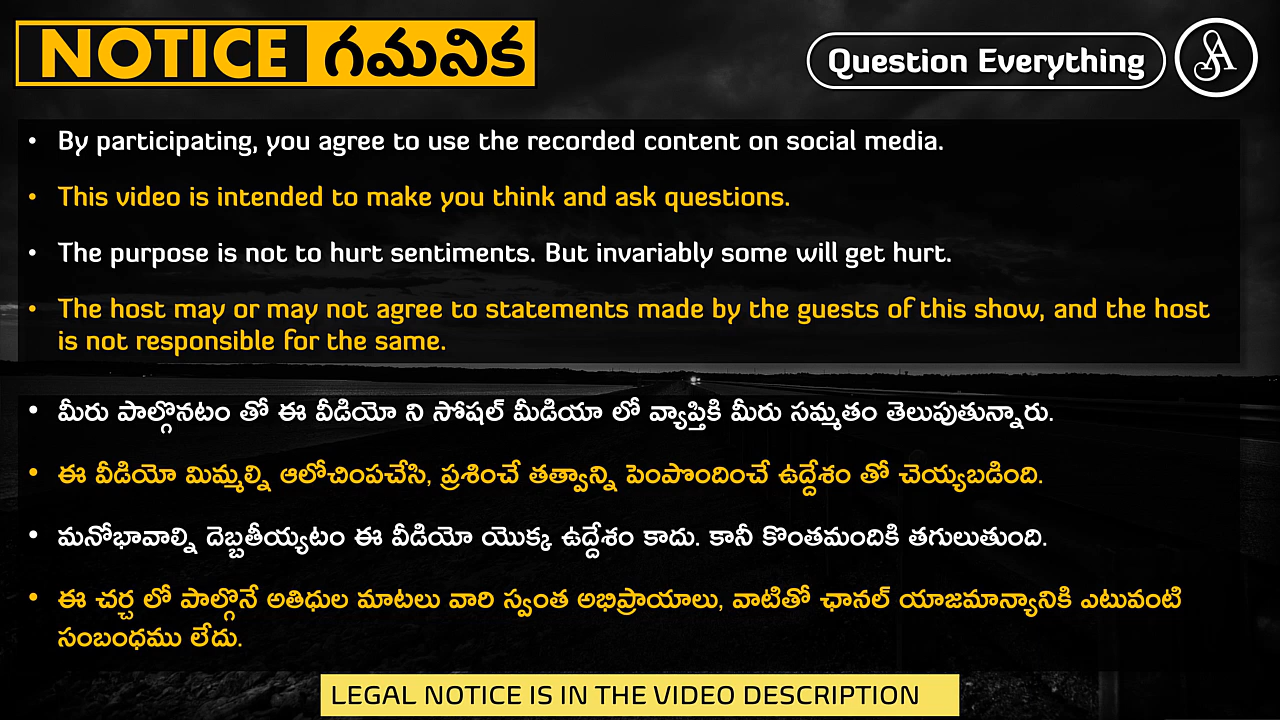 NOTICE గమనిక
Question Everything
• By participating, you agree to use the recorded content on social media.
• This video is intended to make you think and ask questions.
• The purpose is not to hurt sentiments. But invariably some will get hurt.
• The host may or may not agree to statements made by the guests of this show, and the host
is not responsible for the same.
• మీరు పాల్గొనటం తో ఈ వీడియో ని సోషల్ మీడియా లో వ్యాప్తికి మీరు సమ్మతం తెలుపుతున్నారు.
• ఈ వీడియో మిమ్మల్ని ఆలోచింపచేసి, ప్రశించే తత్వాన్ని పెంపొందించే ఉద్దేశం తో చెయ్యబడింది.
• మనోభావాల్ని దెబ్బతీయ్యటం ఈ వీడియో యొక్క ఉద్దేశం కాదు. కానీ కొంతమందికి తగులుతుంది.
• ఈ చర్చ లో పాల్గొనే అతిధుల మాటలు వారి స్వంత అభిప్రాయాలు, వాటితో ఛానల్ యాజమాన్యానికి ఎటువంటి
సంబంధము లేదు.
LEGAL NOTICE IS IN THE VIDEO DESCRIPTION